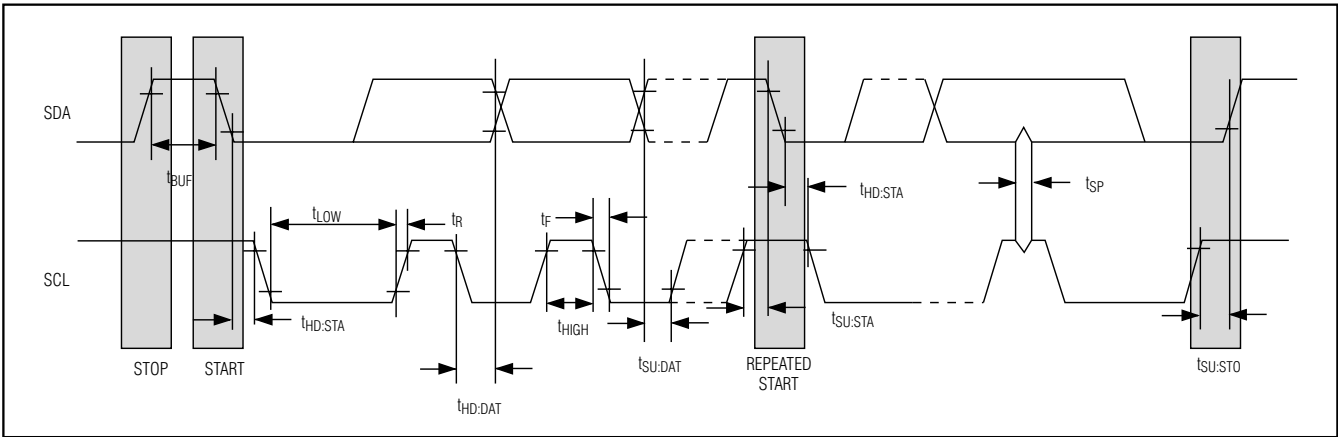 SDA
tBUF
tLOW
tR
tF
tHD:STA
tSP
SCL
tHD:STA
tHIGH
tSU:DAT
tSU:STA
tSU:STO
STOP
START
REPEATED
START
tHD:DAT